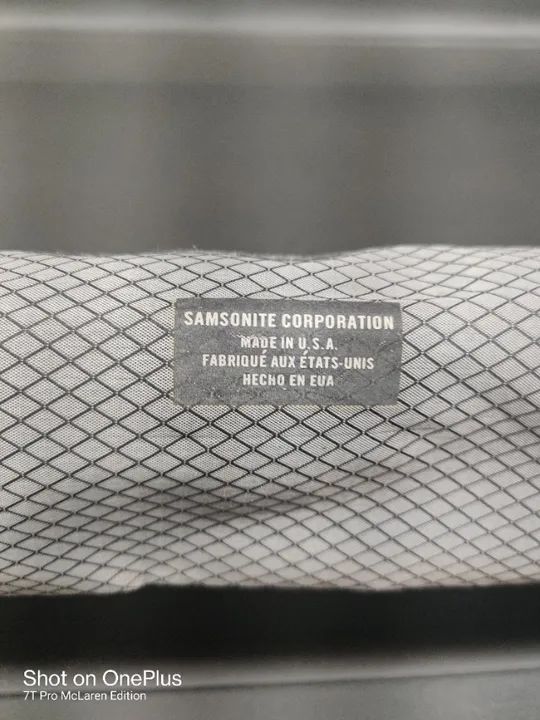 SAMSONITE CORPORATION
MADE IN U.S.A.
FABRIQUÉ AUX ÉTATS-UNIS
HECHO EN EUA
Shot on OnePlus
7T Pro McLaren Edition